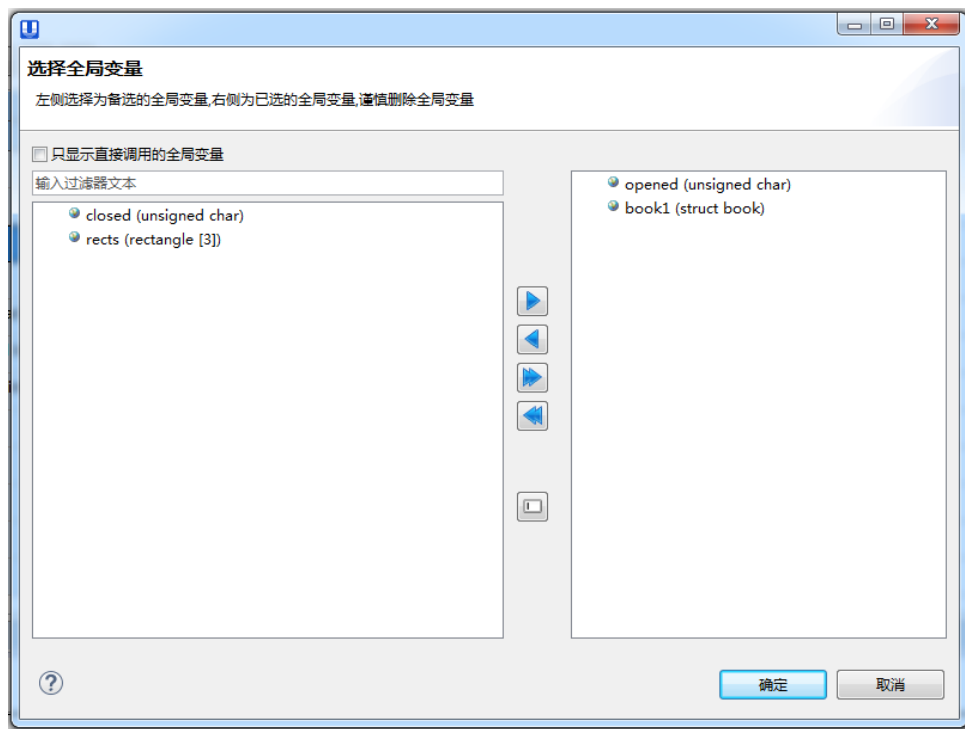 选择全局变量
左侧选择为备选的全局变量,右侧为已选的全局变量,谨慎删除全局变量
只显示直接调用的全局变量
输入过滤器文本
closed (unsigned char)
rects (rectangle [3])
opened (unsigned char)
book1 (struct book)
确定
取消